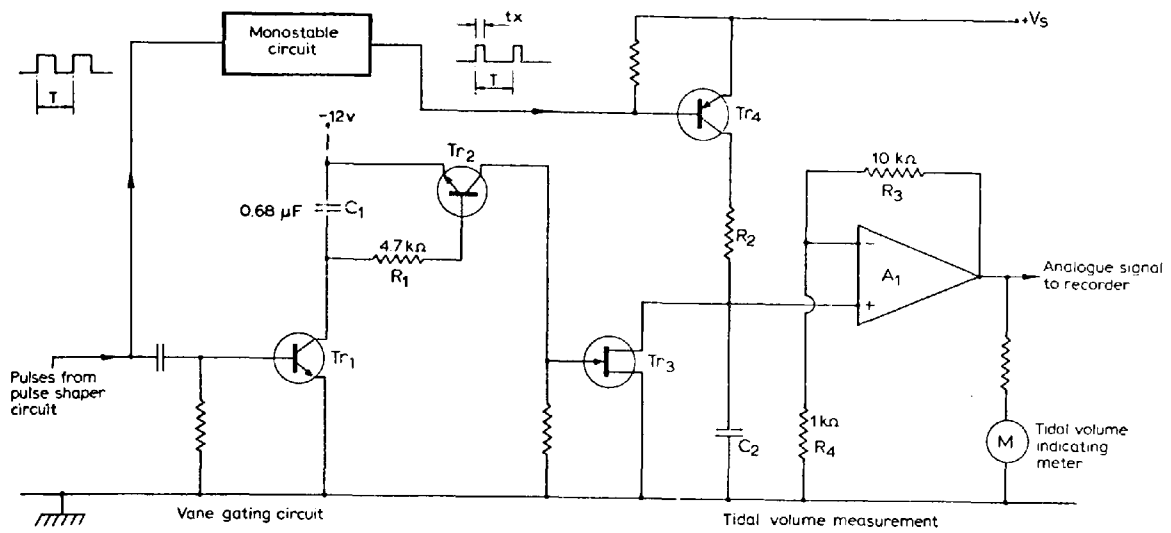 Monostable
circuit
tx
T
T
+Vs
Tr4
-12v
Tr2
0.68 µF
C1
4.7kΩ
R1
R2
10 kΩ
R3
A1
-
+
Analogue signal
to recorder
Pulses from
pulse shaper
circuit
Tr1
Tr3
C2
1kΩ
R4
M
Tidal volume
indicating
meter
Vane gating circuit
Tidal volume measurement